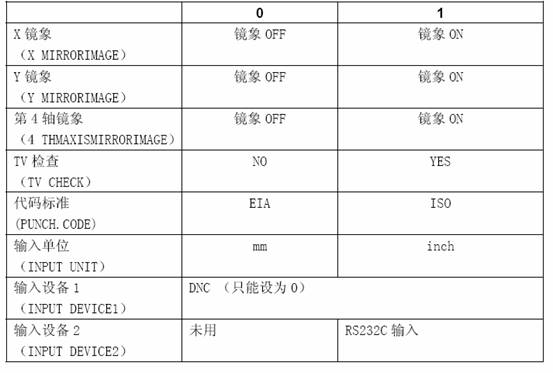 0 1
X 镜象 镜象 OFF 镜象 ON
(X MIRRORIMAGE)
Y 镜象 镜象 OFF 镜象 ON
(Y MIRRORIMAGE)
第 4 轴镜象 镜象 OFF 镜象 ON
(4 THMAXISMIRRORIMAGE)
TV 检查 NO YES
(TV CHECK)
代码标准 EIA ISO
(PUNCH.CODE)
输入单位 mm inch
(INPUT UNIT)
输入设备 1 DNC (只能设为 0)
(INPUT DEVICE1)
输入设备 2 未用 RS232C 输入
(INPUT DEVICE2)